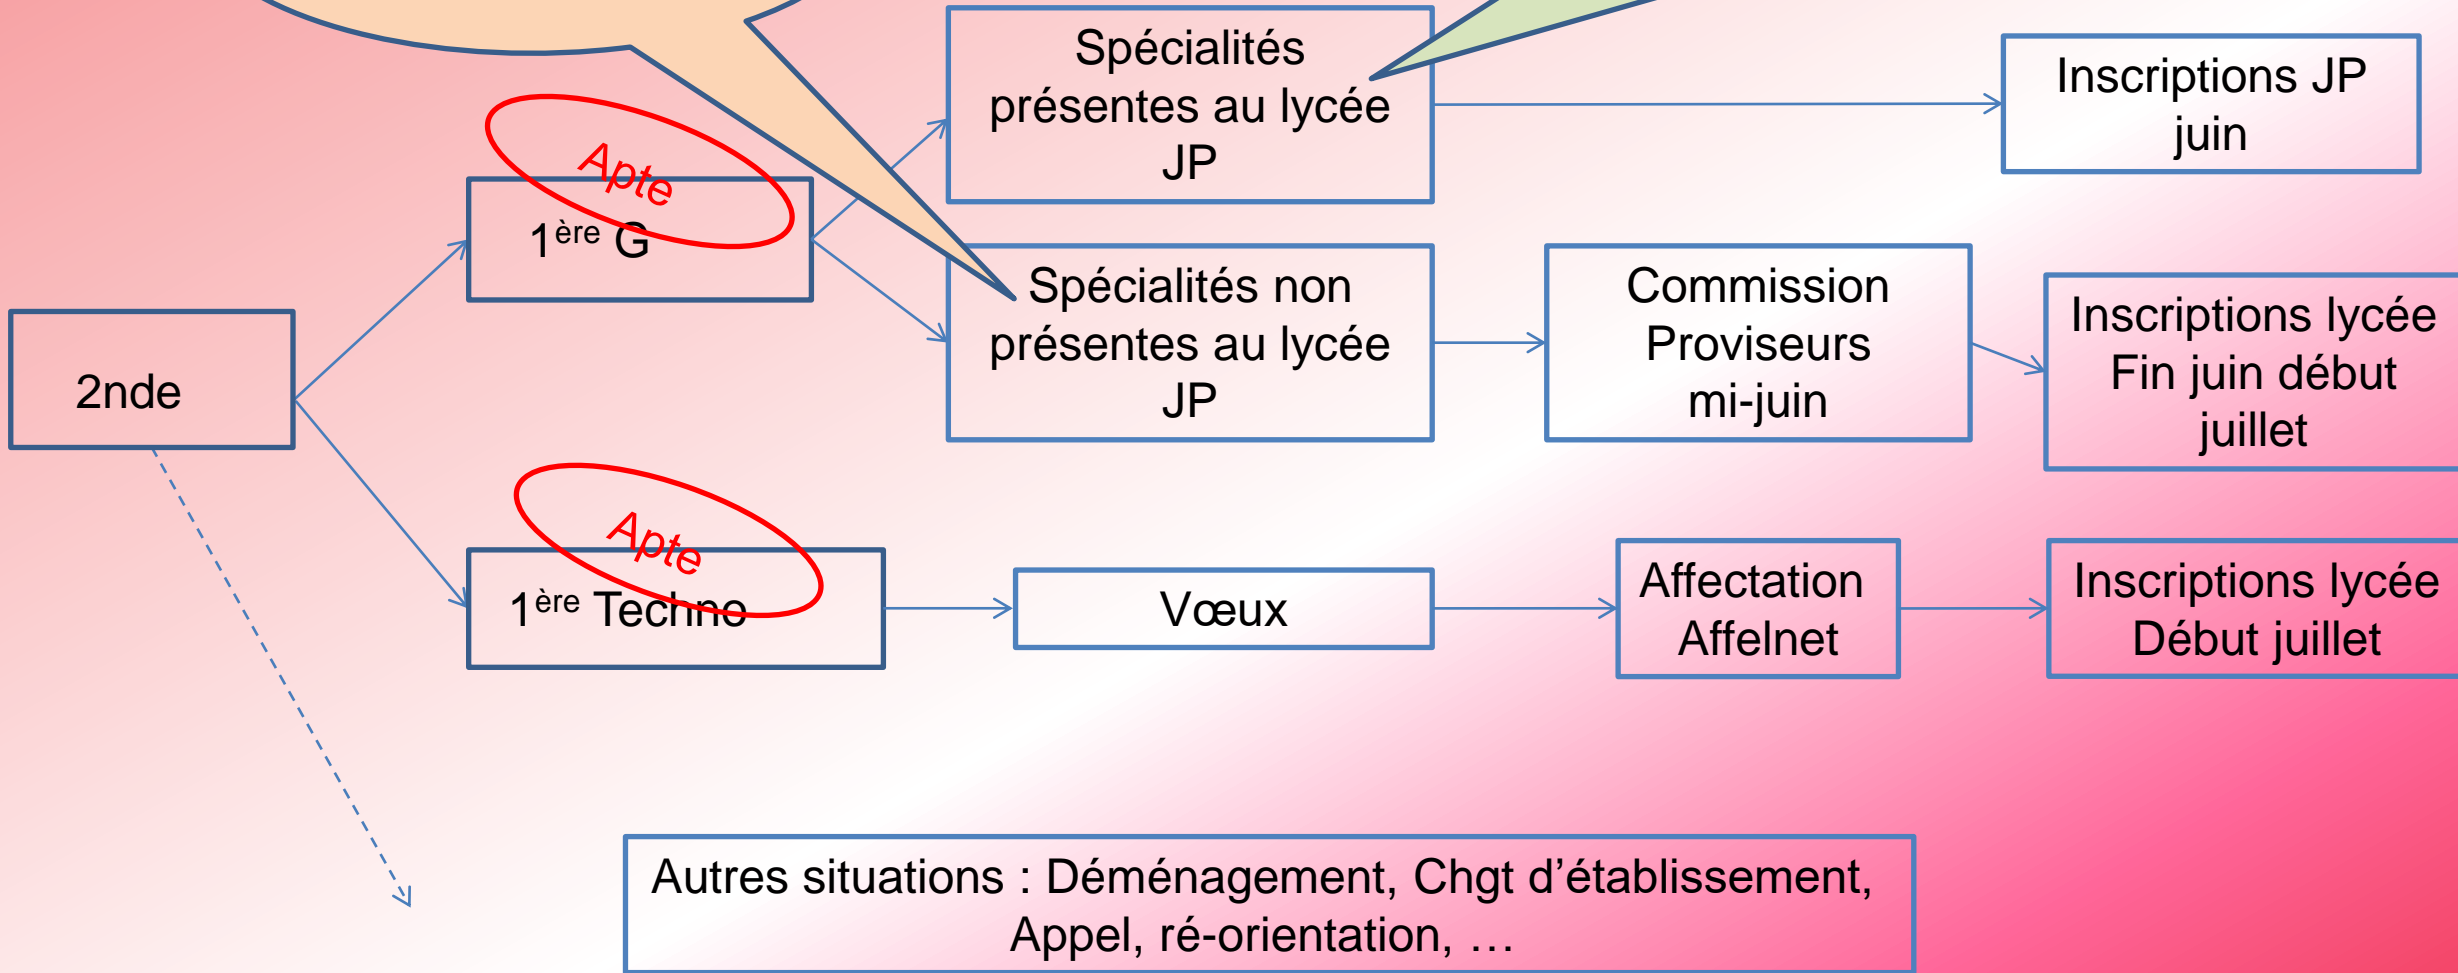 Spécialités
présentes au lycée
JP
Inscriptions JP
juin
Apte
1ère G
Spécialités non
présentes au lycée
JP
Commission
Proviseurs
mi-juin
Inscriptions lycée
Fin juin début
juillet
2nde
Apte
1ère Techno
Vœux
Affectation
Affelnet
Inscriptions lycée
Début juillet
Autres situations : Déménagement, Chgt d’établissement,
Appel, ré-orientation, …